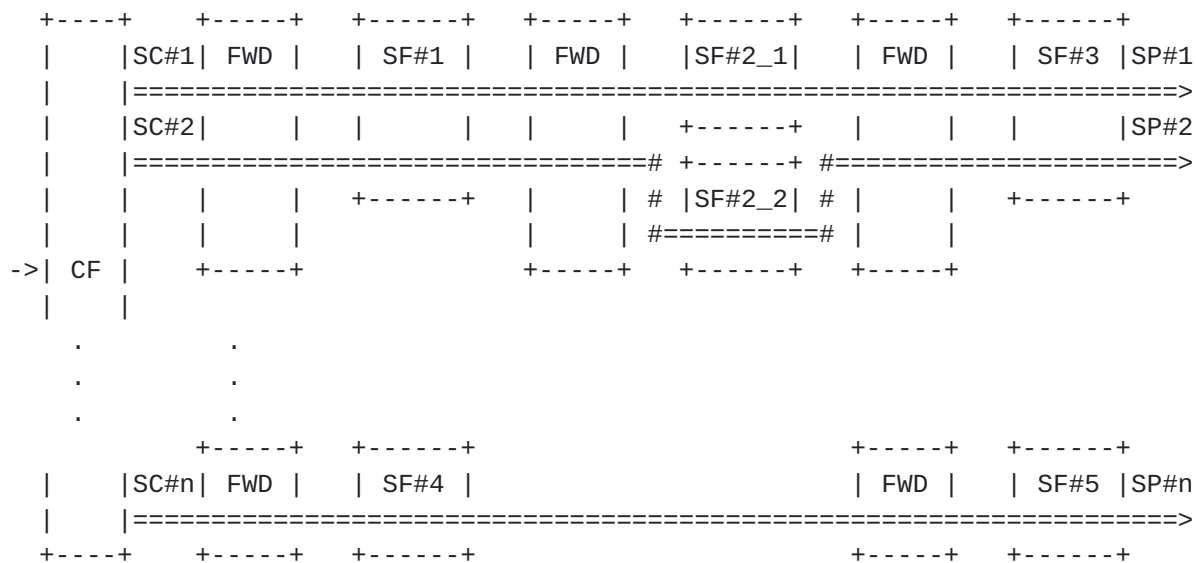 +----+    +-----+   +------+   +-----+   +------+   +-----+   +------+
|    |SC#1| FWD |   | SF#1 |   | FWD |   |SF#2_1|   | FWD |   | SF#3 |SP#1
|    |===================================================================>
|    |SC#2|     |   |      |   |     |   +------+   |     |   |      |SP#2
|    |=================================# +------+ #=======================>
|    |    |     |   +------+   |     | # |SF#2_2| # |     |   +------+
|    |    |     |              |     | #==========# |     |
->| CF |    +-----+              +-----+   +------+   +-----+
|    |
.         .
.         .
.         .
+-----+   +------+                        +-----+   +------+
|    |SC#n| FWD |   | SF#4 |                        | FWD |   | SF#5 |SP#n
|    |===================================================================>
+----+    +-----+   +------+                        +-----+   +------+